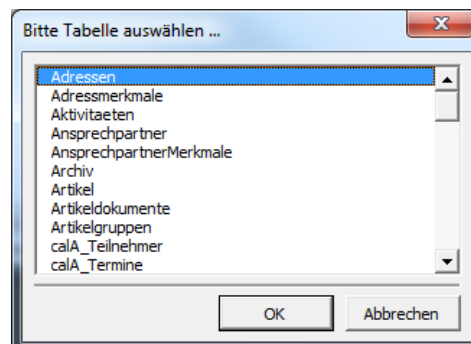 Bitte Tabelle auswählen ...
Adressen
Adressmerkmale
Aktivitaeten
Ansprechpartner
AnsprechpartnerMerkmale
Archiv
Artikel
Artikeldokumente
Artikelgruppen
calA_Teilnehmer
calA_Termine
OK
Abbrechen